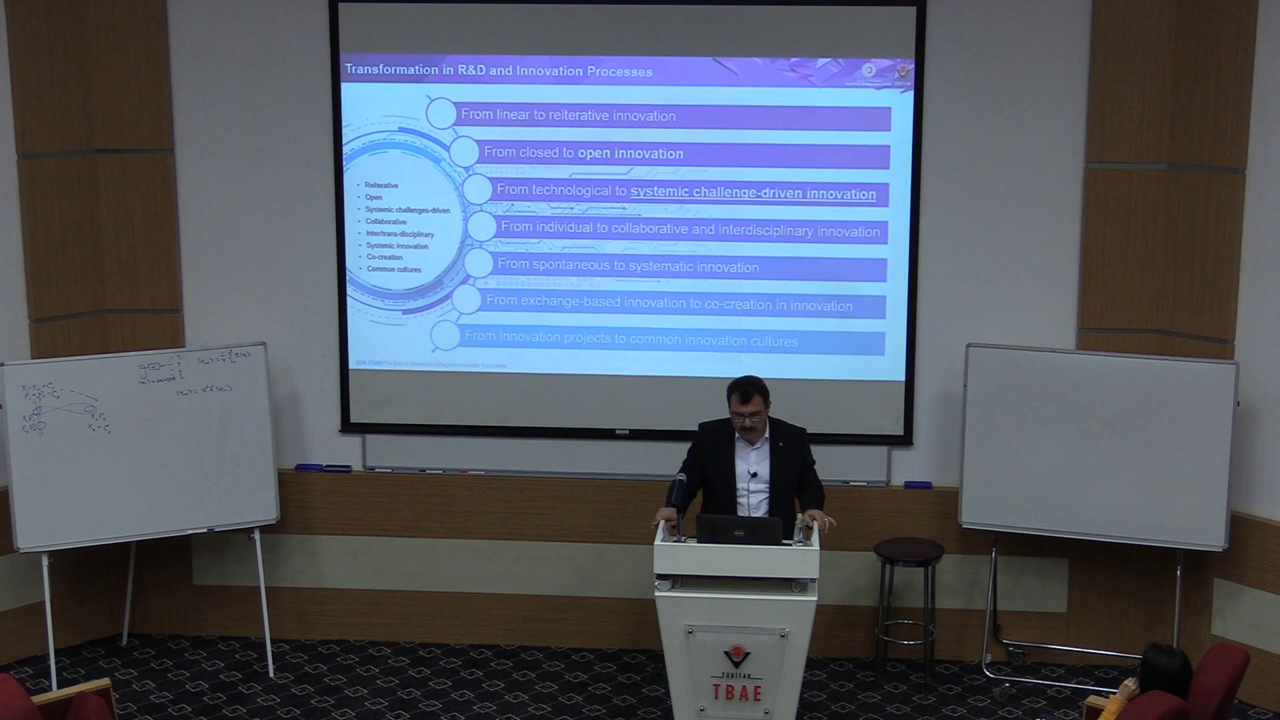 Transformation in R&D and Innovation Processes
From linear to reiterative innovation
From closed to open innovation
From technological to systemic challenge-driven innovation
From individual to collaborative and interdisciplinary innovation
From spontaneous to systematic innovation
From exchange-based innovation to co-creation in innovation
From innovation projects to common innovation cultures
• Reiterative
• Open
• Systemic challenges-driven
• Collaborative
• Inter/trans-disciplinary
• Systemic innovation
• Co-creation
• Common cultures
TÜBİTAK
TBAE